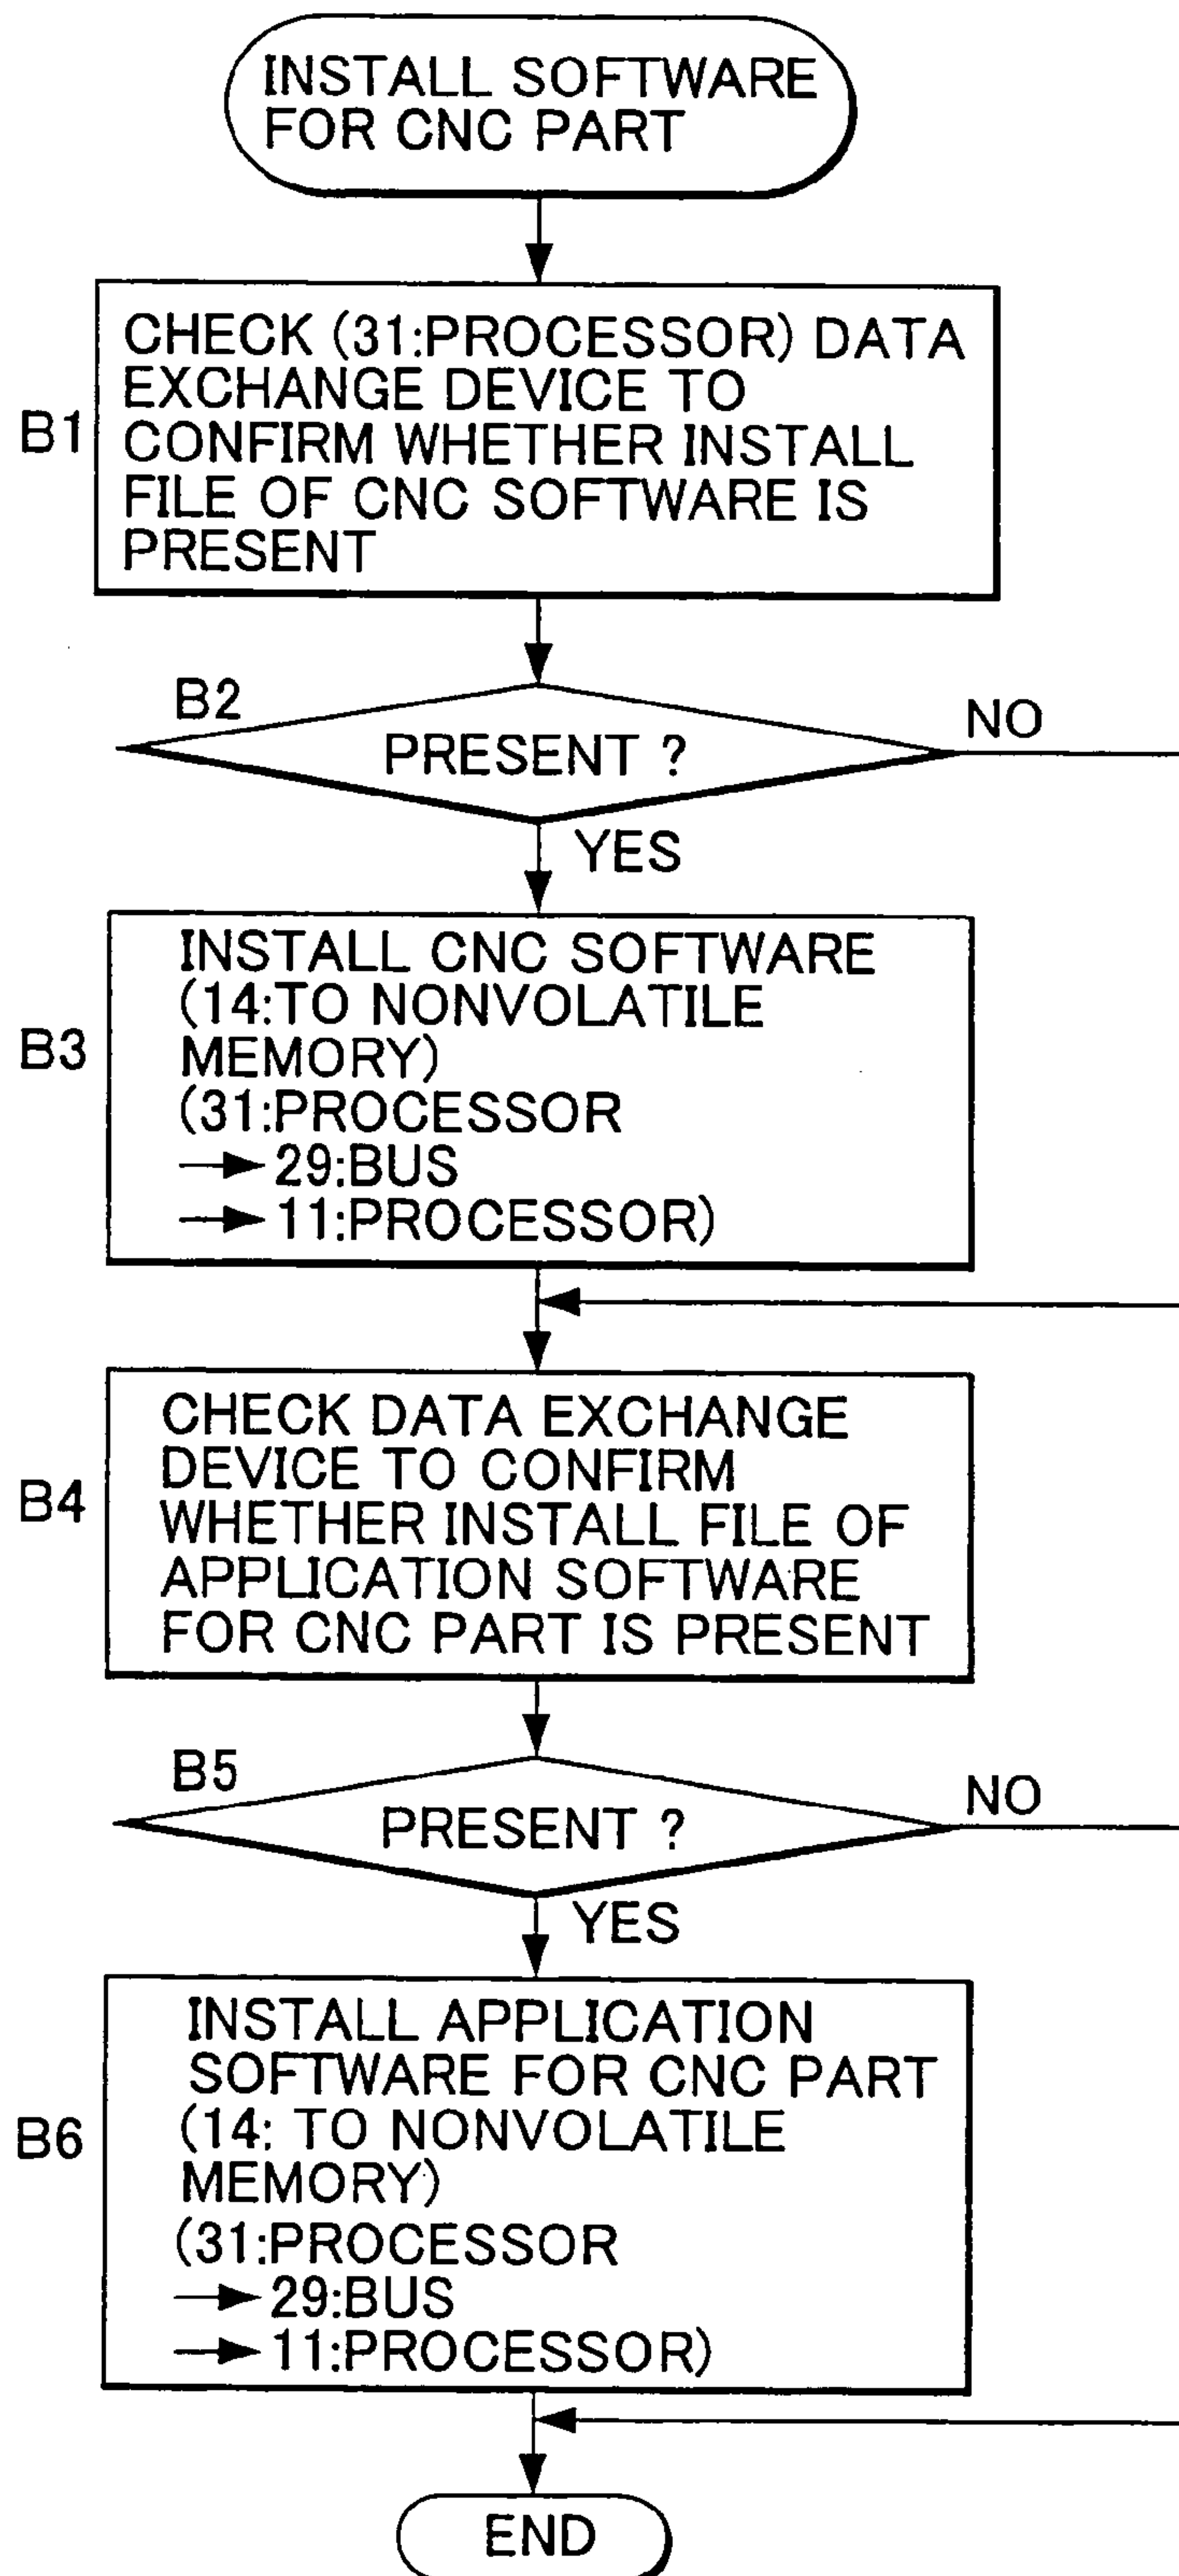 INSTALL SOFTWARE
FOR CNC PART
B1
CHECK (31:PROCESSOR) DATA
EXCHANGE DEVICE TO
CONFIRM WHETHER INSTALL
FILE OF CNC SOFTWARE IS
PRESENT
B2
PRESENT ?
NO
YES
B3
INSTALL CNC SOFTWARE
(14:TO NONVOLATILE
MEMORY)
(31:PROCESSOR
→ 29:BUS
→ 11:PROCESSOR)
B4
CHECK DATA EXCHANGE
DEVICE TO CONFIRM
WHETHER INSTALL FILE OF
APPLICATION SOFTWARE
FOR CNC PART IS PRESENT
B5
PRESENT ?
NO
YES
B6
INSTALL APPLICATION
SOFTWARE FOR CNC PART
(14: TO NONVOLATILE
MEMORY)
(31:PROCESSOR
→ 29:BUS
→ 11:PROCESSOR)
END